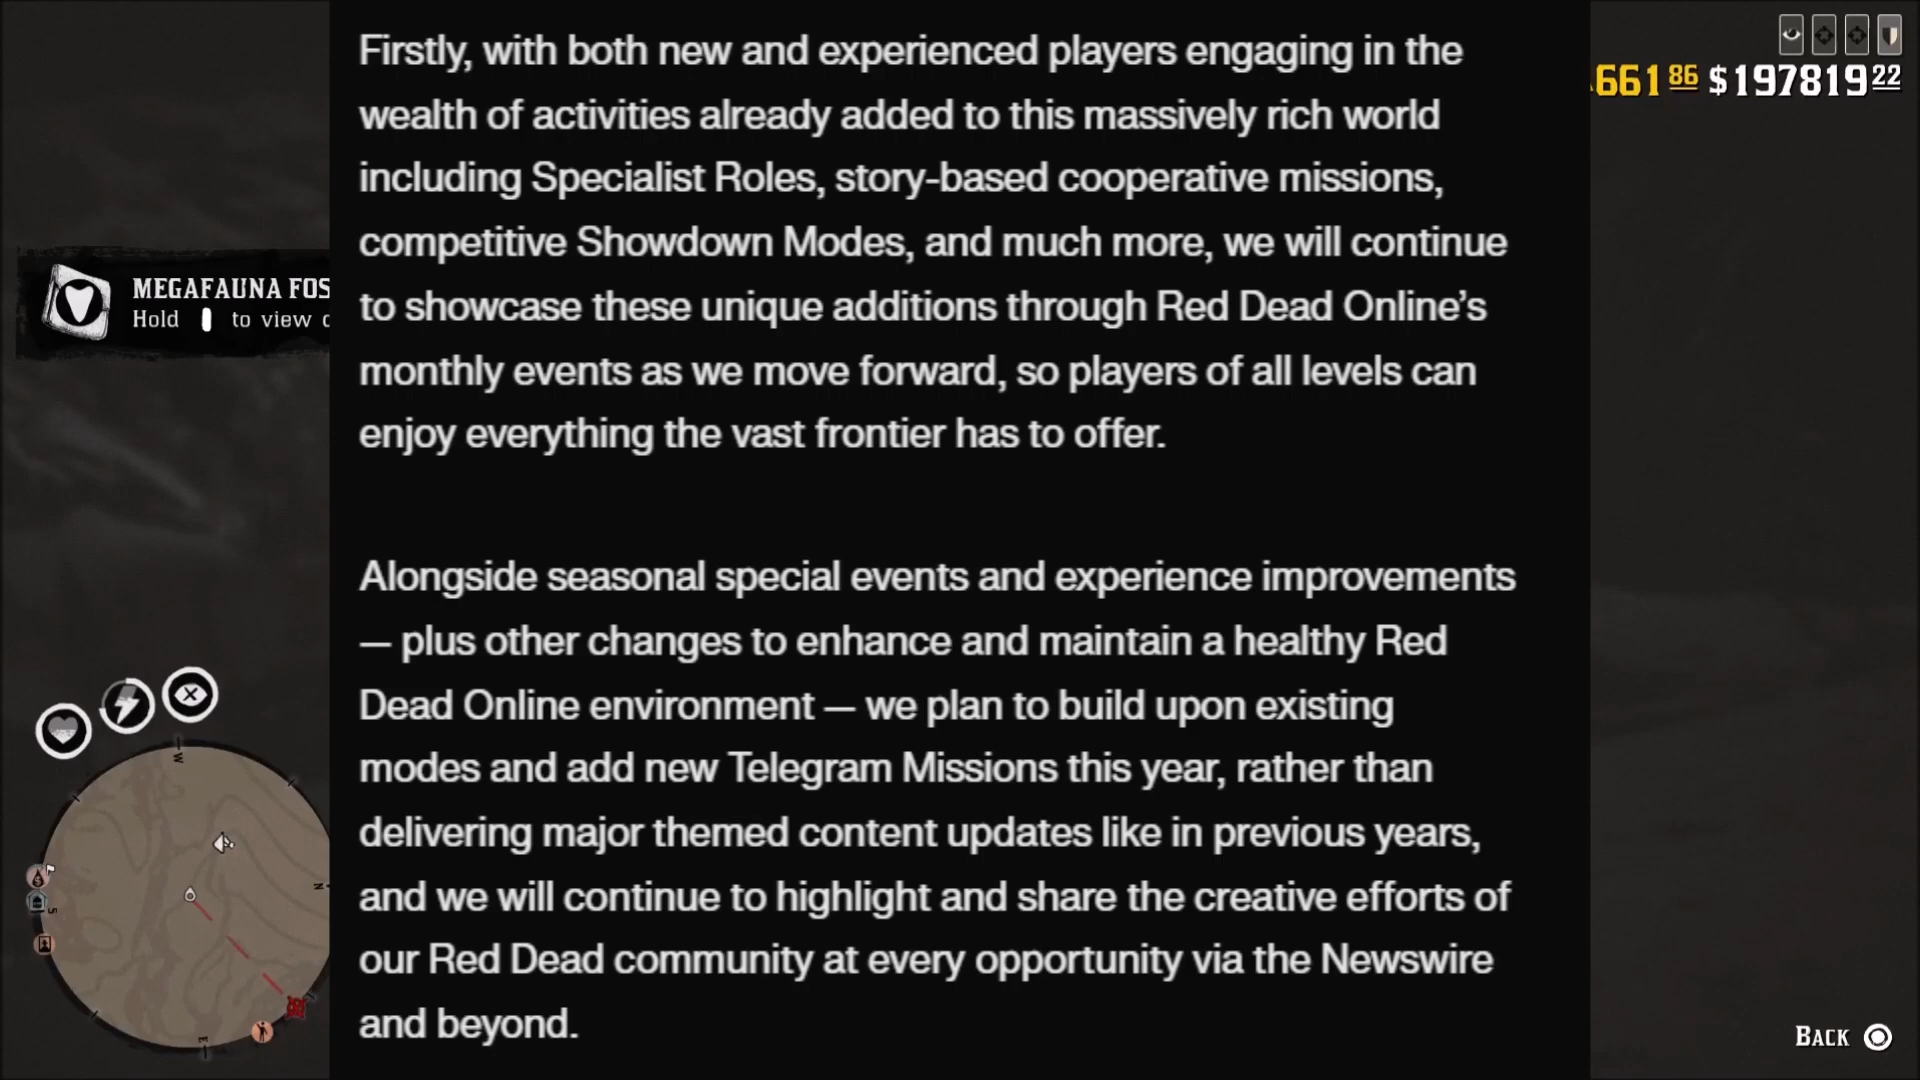 Firstly, with both new and experienced players engaging in the
wealth of activities already added to this massively rich world
including Specialist Roles, story-based cooperative missions,
competitive Showdown Modes, and much more, we will continue
to showcase these unique additions through Red Dead Online’s
monthly events as we move forward, so players of all levels can
enjoy everything the vast frontier has to offer.
Alongside seasonal special events and experience improvements
— plus other changes to enhance and maintain a healthy Red
Dead Online environment — we plan to build upon existing
modes and add new Telegram Missions this year, rather than
delivering major themed content updates like in previous years,
and we will continue to highlight and share the creative efforts of
our Red Dead community at every opportunity via the Newswire
and beyond.
661 86 $197819 22
MEGAFAUNA FOS
Hold to view
W
N
S
E
BACK